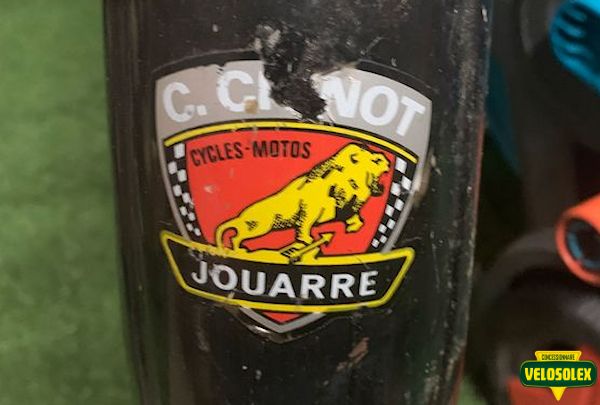 C.
CYCLES-MOTOS
JOUARRE
CONCESSIONNAIRE
VELOSOLEX